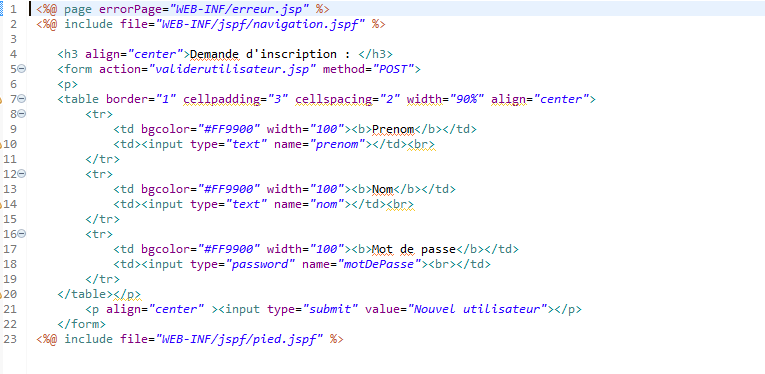 1 <%@ page errorPage="WEB-INF/erreur.jsp" %>
2 <%@ include file="WEB-INF/jspf/navigation.jspf" %>
3
4 <h3 align="center">Demande d'inscription : </h3>
5 <form action="validerutilisateur.jsp" method="POST">
6 <p>
7 <table border="1" cellpadding="3" cellspacing="2" width="90%" align="center">
8 <tr>
9 <td bgcolor="#FF9900" width="100"><b>Prenom</b></td>
10 <td><input type="text" name="prenom"></td><br>
11 </tr>
12 <tr>
13 <td bgcolor="#FF9900" width="100"><b>Nom</b></td>
14 <td><input type="text" name="nom"></td><br>
15 </tr>
16 <tr>
17 <td bgcolor="#FF9900" width="100"><b>Mot de passe</b></td>
18 <td><input type="password" name="motDePasse"><br></td>
19 </tr>
20 </table></p>
21 <p align="center" ><input type="submit" value="Nouvel utilisateur"></p>
22 </form>
23 <%@ include file="WEB-INF/jspf/pied.jspf" %>